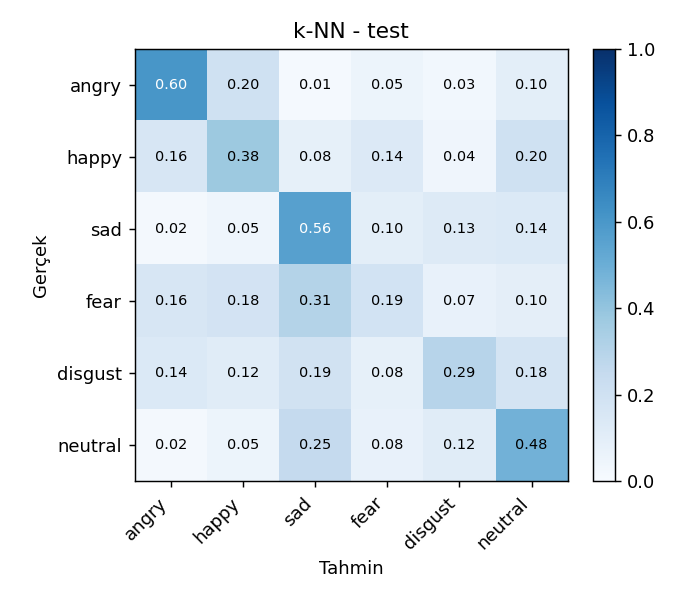 k-NN - test
angry 0.60 0.20 0.01 0.05 0.03 0.10
happy 0.16 0.38 0.08 0.14 0.04 0.20
sad 0.02 0.05 0.56 0.10 0.13 0.14
fear 0.16 0.18 0.31 0.19 0.07 0.10
disgust 0.14 0.12 0.19 0.08 0.29 0.18
neutral 0.02 0.05 0.25 0.08 0.12 0.48
angry happy sad fear disgust neutral
Gerçek
Tahmin
1.0
0.8
0.6
0.4
0.2
0.0